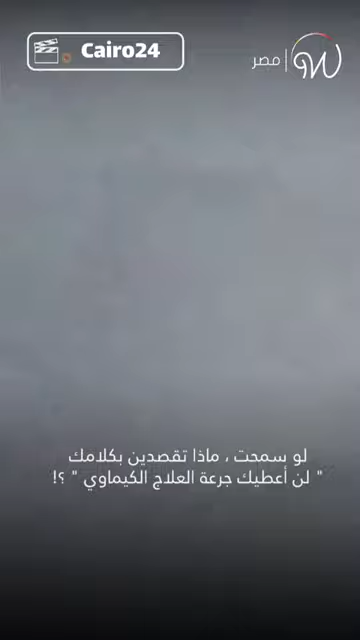 Cairo24
مصر
لو سمحت ، ماذا تقصدين بكلامك
" لن أعطيك جرعة العلاج الكيماوي " ؟!